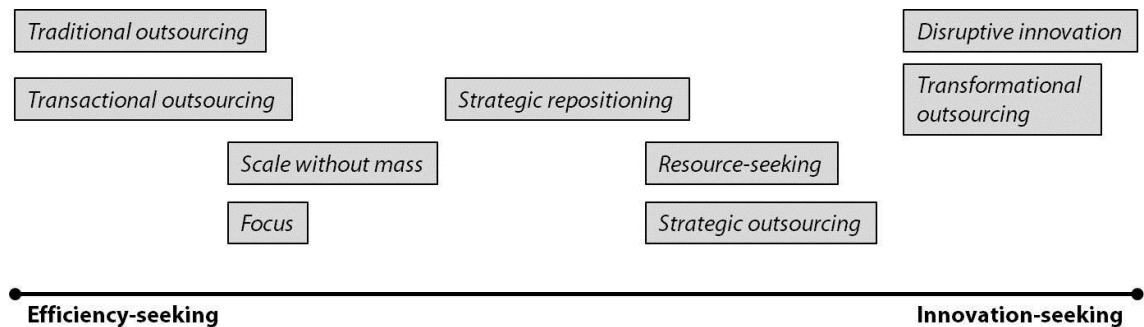 Traditional outsourcing
Disruptive innovation
Transactional outsourcing
Strategic repositioning
Transformational
outsourcing
Scale without mass
Resource-seeking
Focus
Strategic outsourcing
Efficiency-seeking
Innovation-seeking